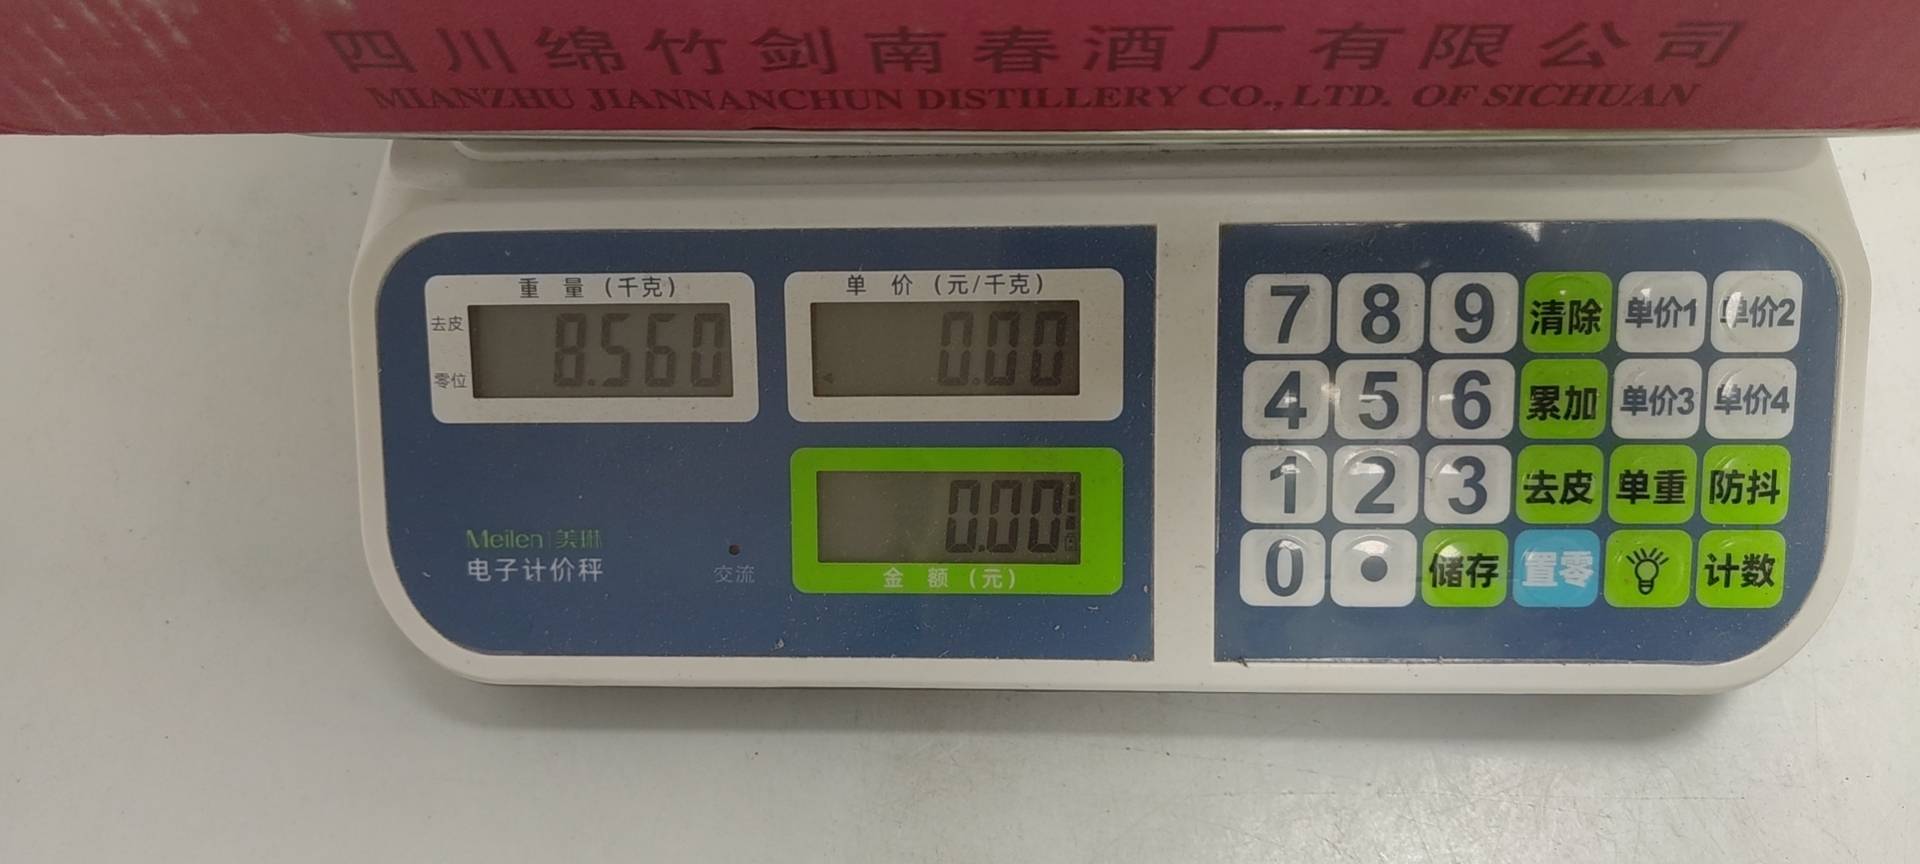 四川绵竹剑南春酒厂有限公司
MIANZHU JIANNANCHUN DISTILLERY CO.,LTD. OF SICHUAN
重 量 (千克)
去皮
零位
8.560
单 价 (元/千克)
0.00
0.00
金 额 (元)
Meilen 美琳
电子计价秤
交流
7 8 9 清除 单价1 单价2
4 5 6 累加 单价3 单价4
1 2 3 去皮 单重 防抖
0 • 储存 置零 计数